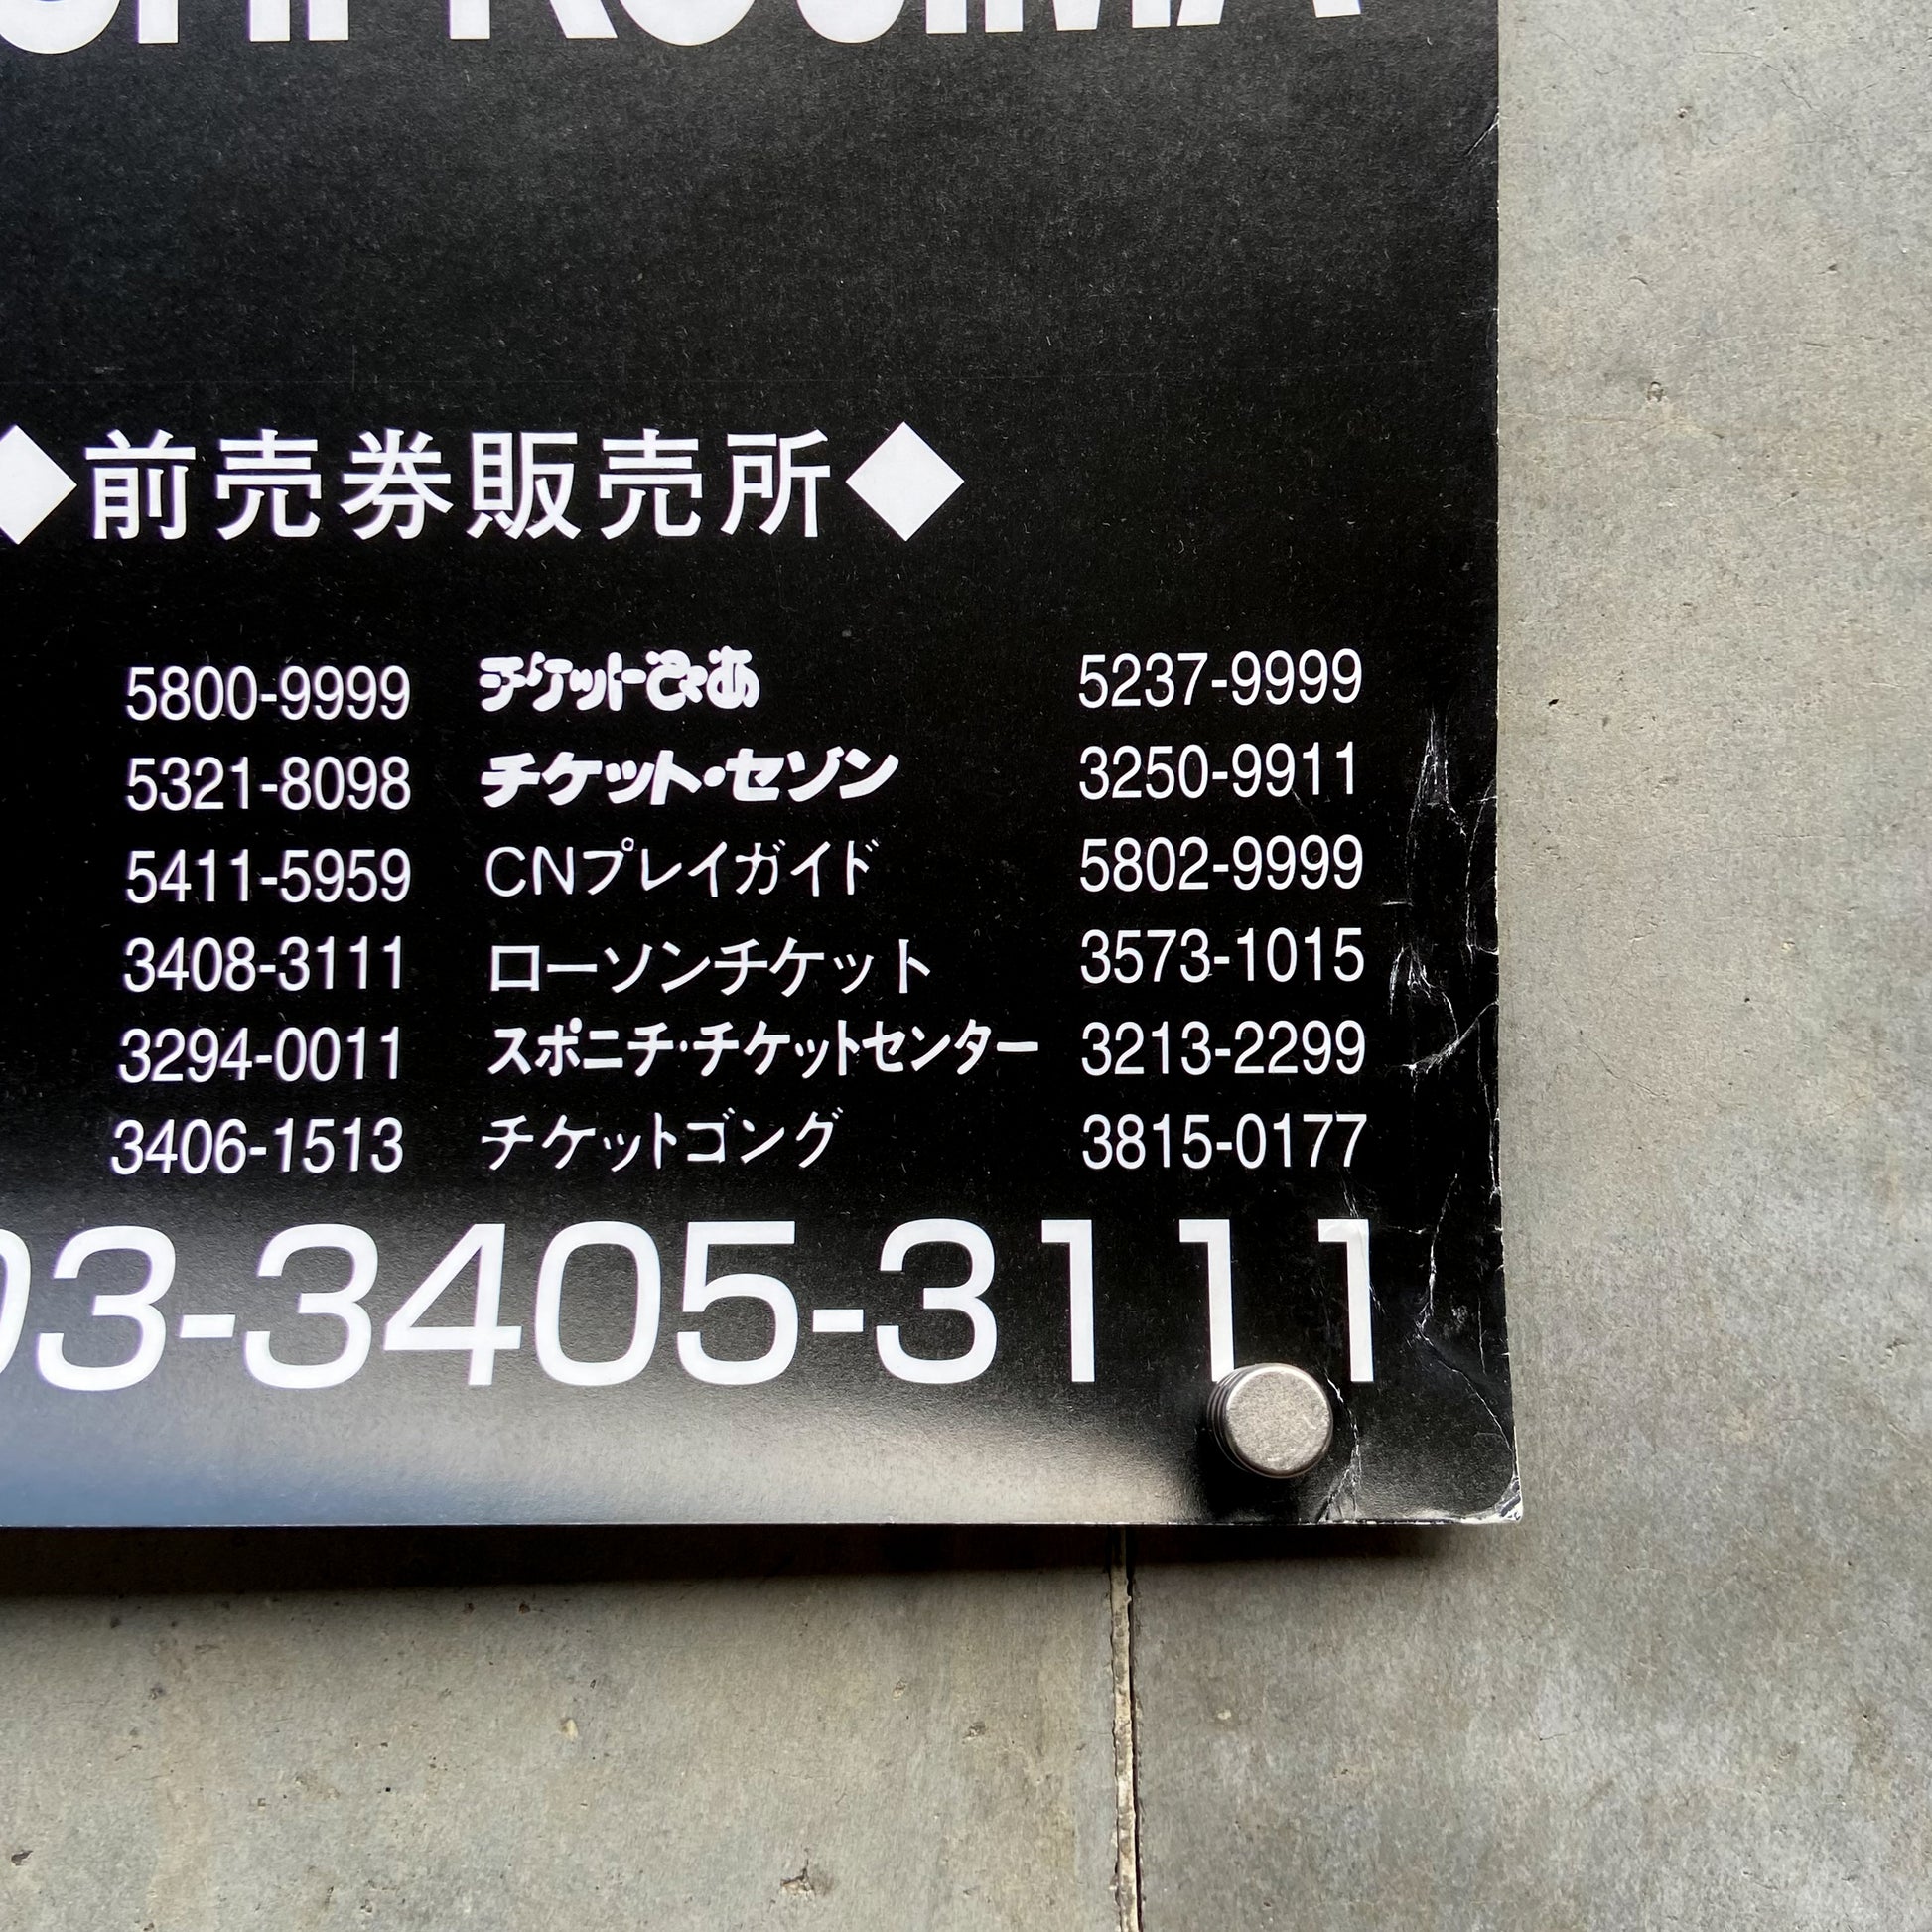 ◆前売券販売所◆
5800-9999 チケットぴあ 5237-9999
5321-8098 チケット・セゾン 3250-9911
5411-5959 CNプレイガイド 5802-9999
3408-3111 ローソンチケット 3573-1015
3294-0011 スポニチ・チケットセンター 3213-2299
3406-1513 チケットゴング 3815-0177
03-3405-3111